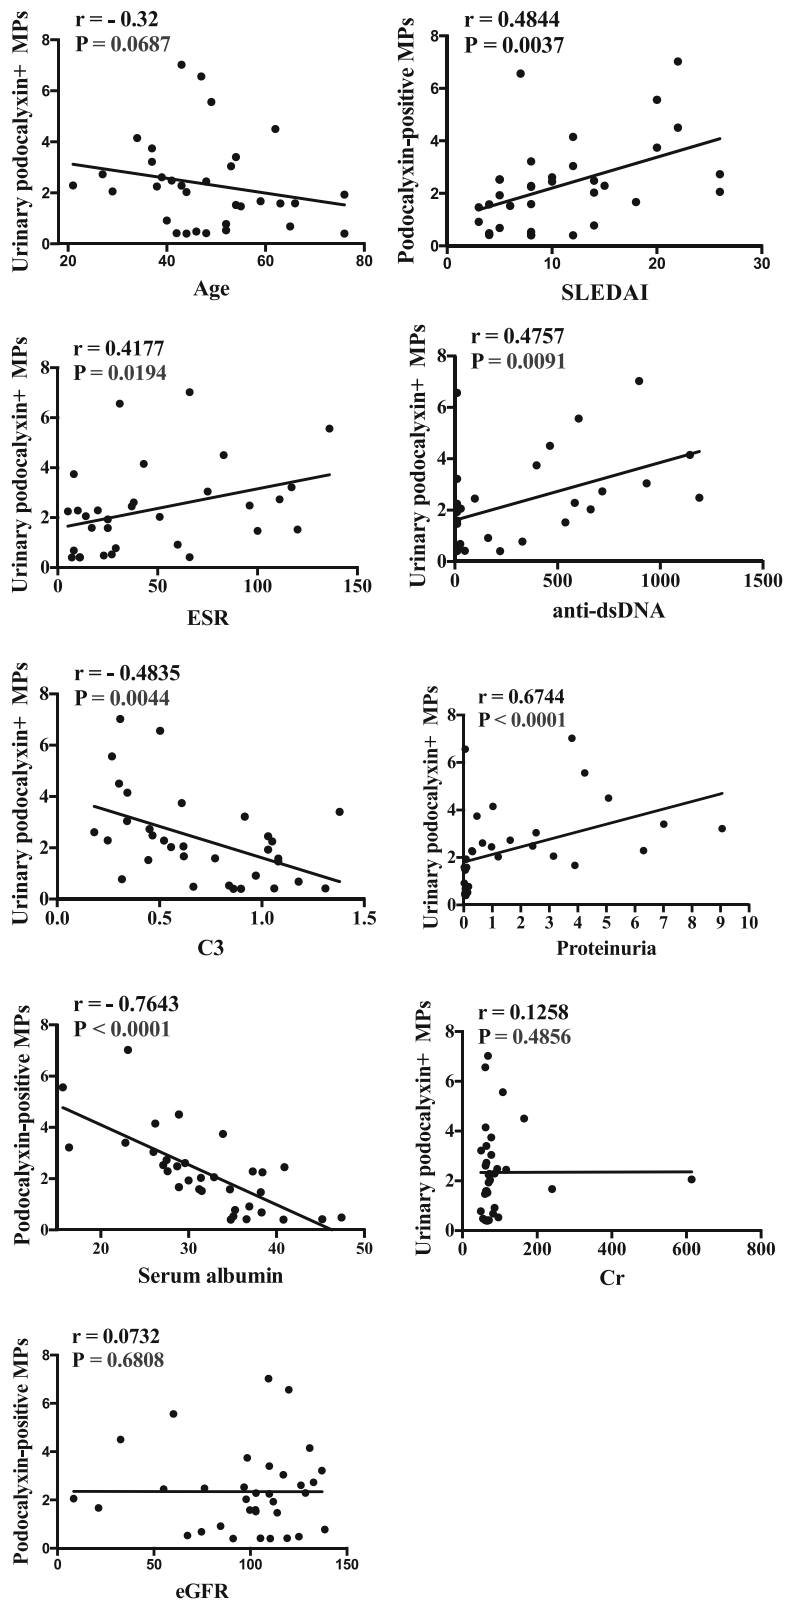 r = - 0.32
P = 0.0687
Urinary podocalyxin+ MPs
8
6
4
2
0
20 40 60 80
Age
r = 0.4844
P = 0.0037
Podocalyxin-positive MPs
8
6
4
2
0
0 10 20 30
SLEDAI
r = 0.4177
P = 0.0194
Urinary podocalyxin+ MPs
8
6
4
2
0
0 50 100 150
ESR
r = 0.4757
P = 0.0091
Urinary podocalyxin+ MPs
8
6
4
2
0
0 500 1000 1500
anti-dsDNA
r = - 0.4835
P = 0.0044
Urinary podocalyxin+ MPs
8
6
4
2
0
0.0 0.5 1.0 1.5
C3
r = 0.6744
P < 0.0001
Urinary podocalyxin+ MPs
8
6
4
2
0
0 1 2 3 4 5 6 7 8 9 10
Proteinuria
r = - 0.7643
P < 0.0001
Podocalyxin-positive MPs
8
6
4
2
0
20 30 40 50
Serum albumin
r = 0.1258
P = 0.4856
Urinary podocalyxin+ MPs
8
6
4
2
0
0 200 400 600 800
Cr
r = 0.0732
P = 0.6808
Podocalyxin-positive MPs
8
6
4
2
0
0 50 100 150
eGFR